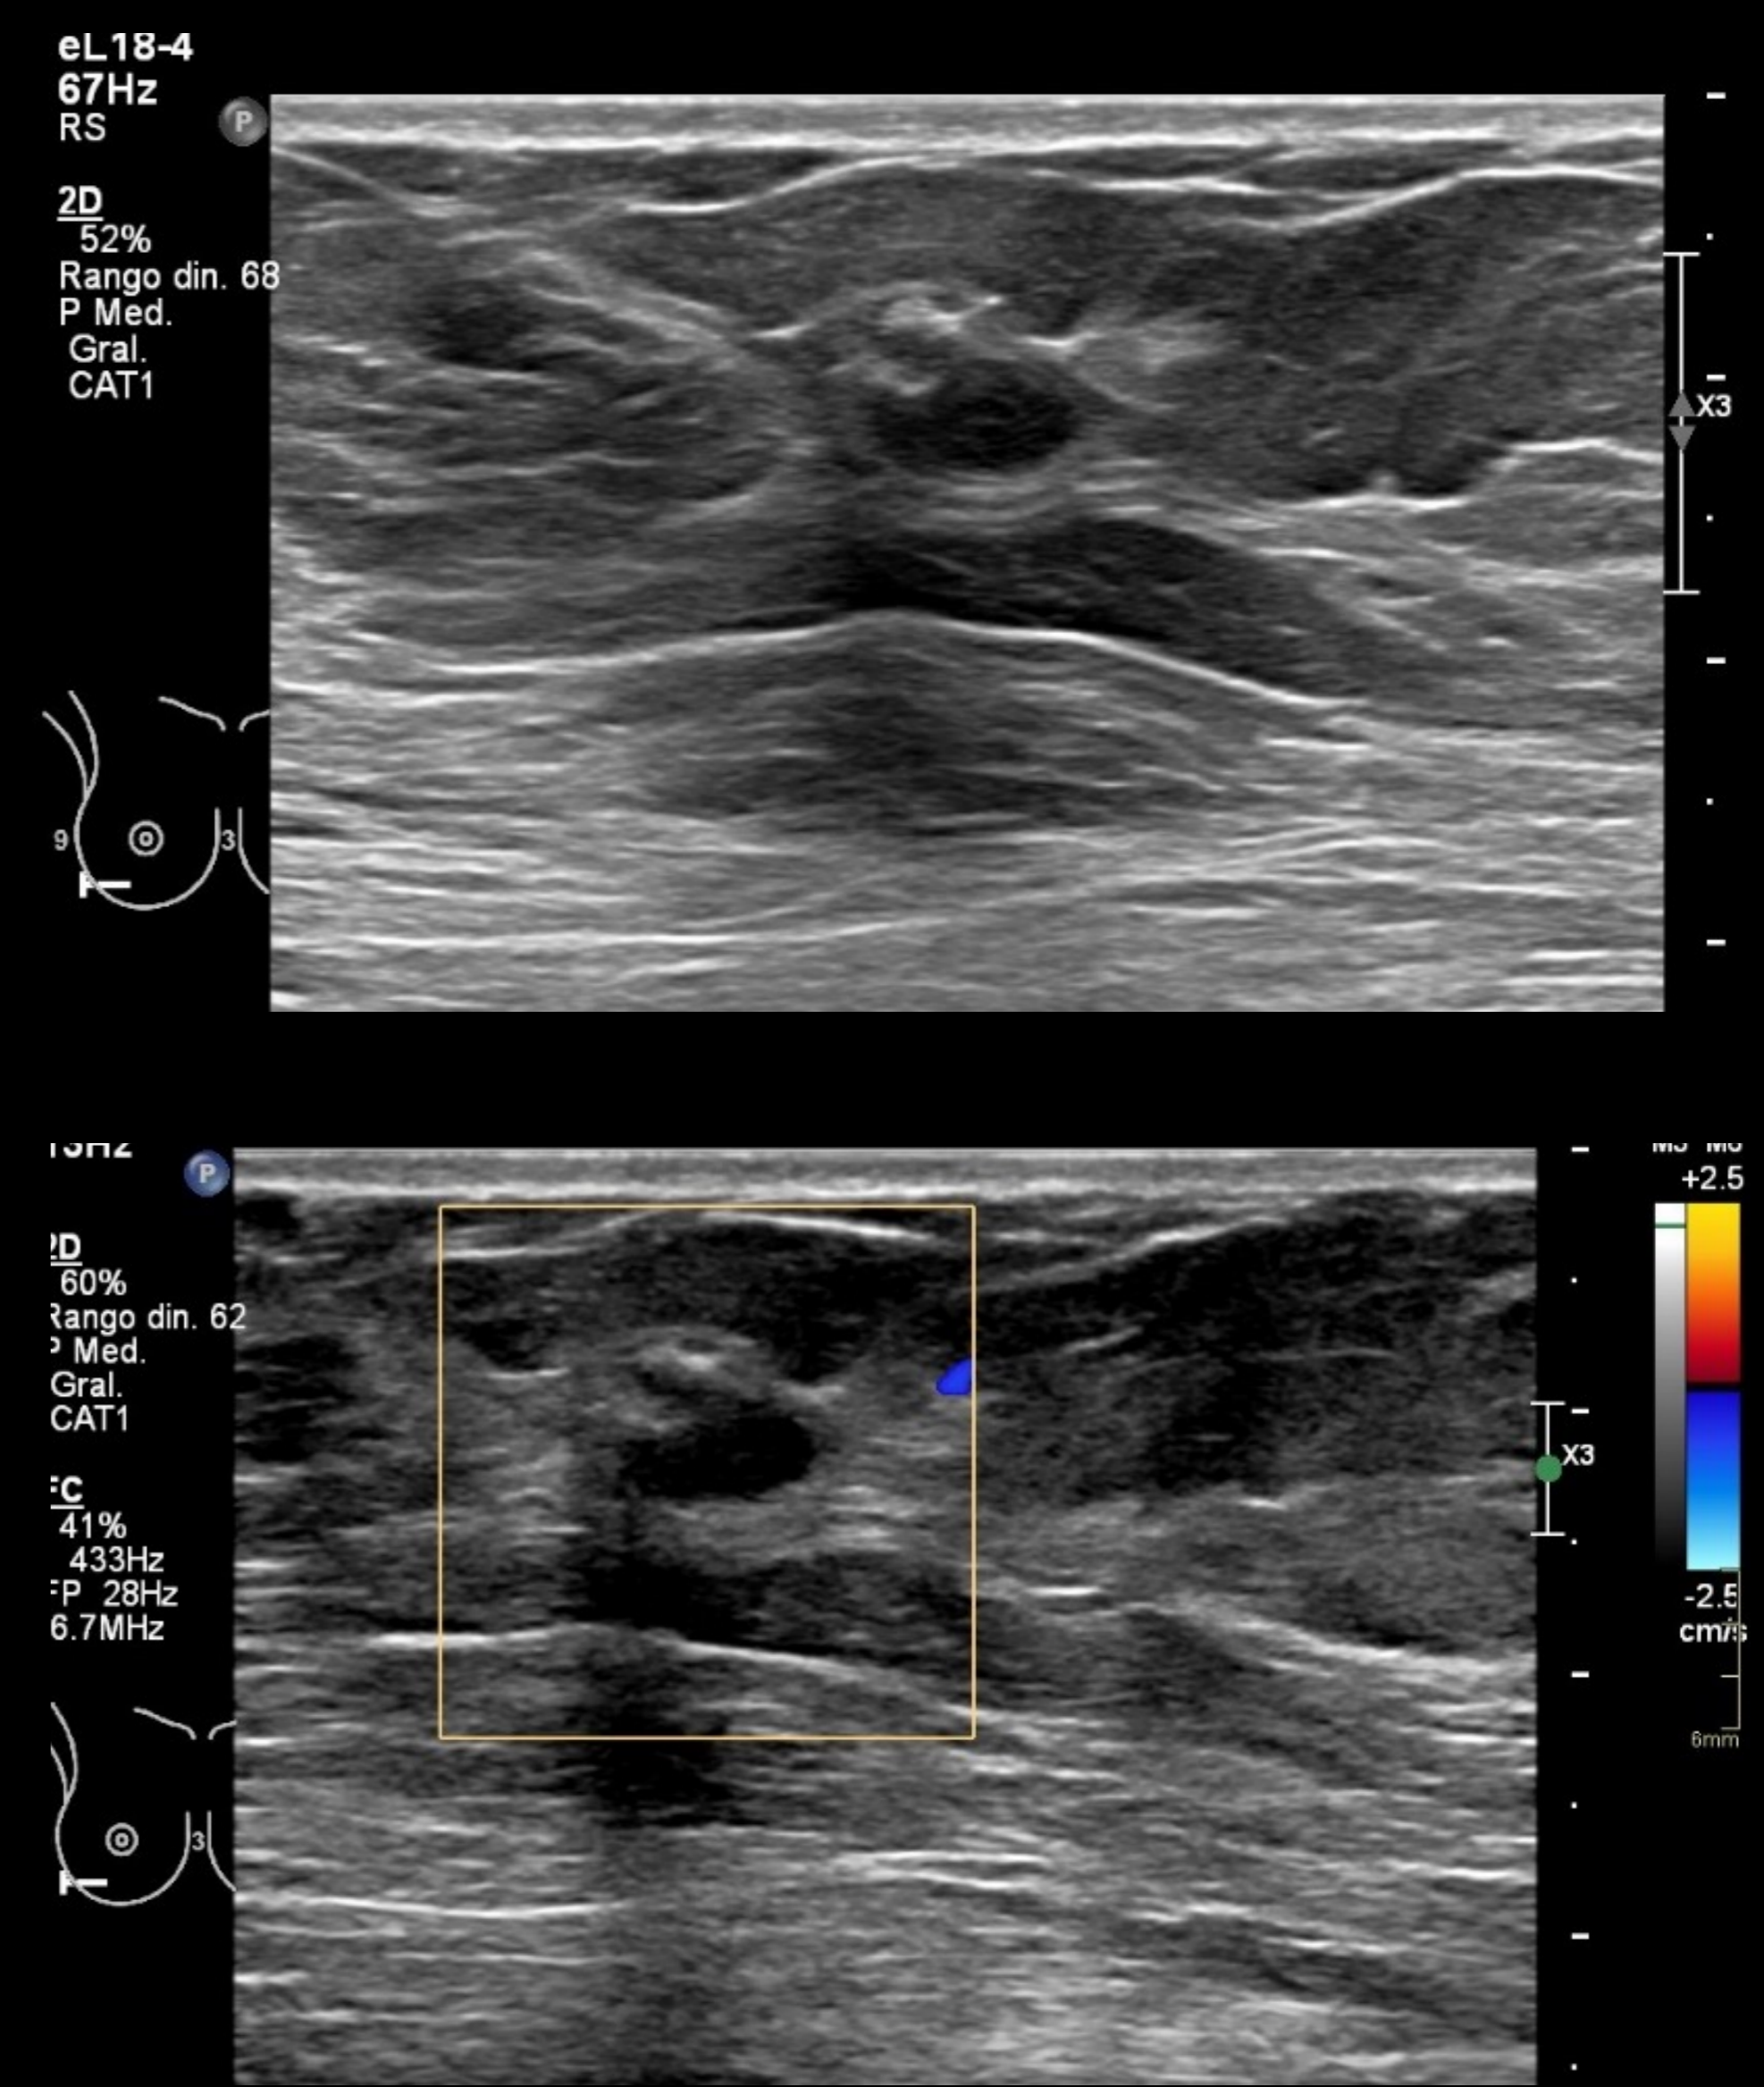 eL18-4
67Hz
RS
P
2D
52%
Rango din. 68
P Med.
Gral.
CAT1
X3
9
3
P
+2.5
2D
60%
Rango din. 62
P Med.
Gral.
CAT1
X3
41%
433Hz
FP 28Hz
6.7MHz
-2.5
cm/s
6mm
3